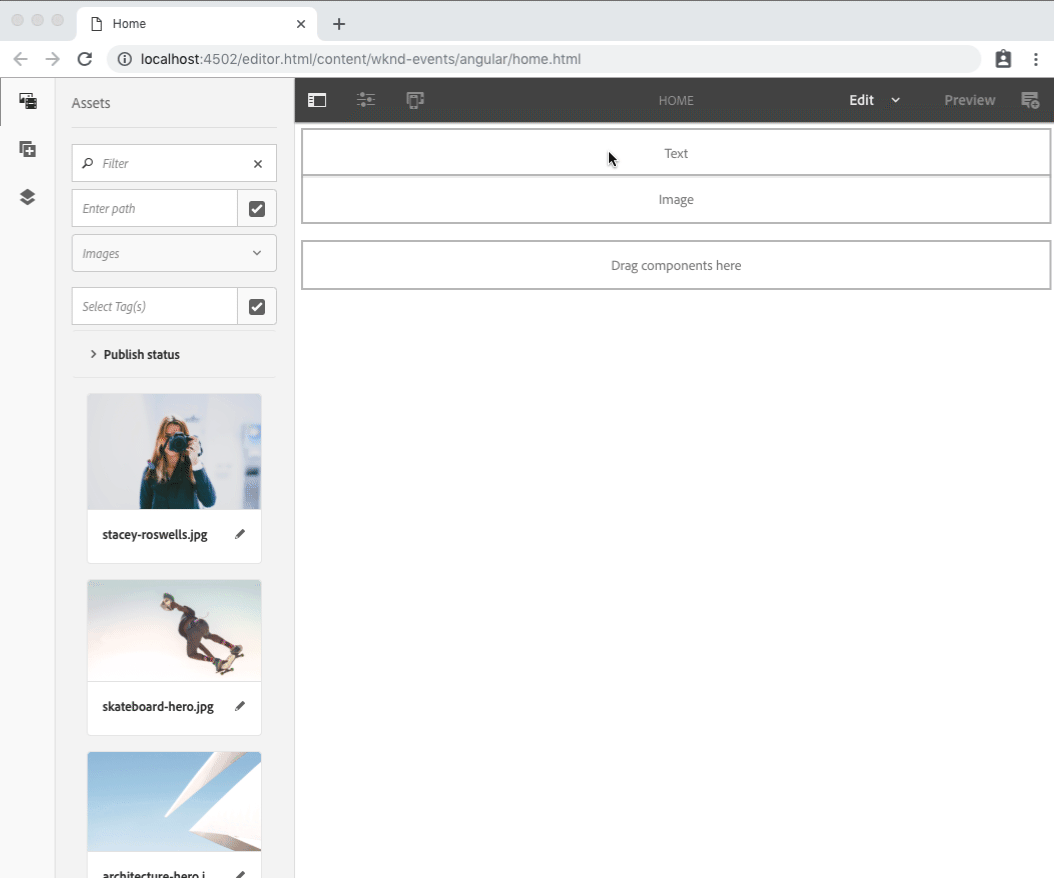 Home
localhost:4502/editor.html/content/wknd-events/angular/home.html
Assets
Filter
Enter path
Images
Select Tag(s)
Publish status
stacey-roswells.jpg
skateboard-hero.jpg
architecture-hero.j
HOME
Edit
Preview
Text
Image
Drag components here